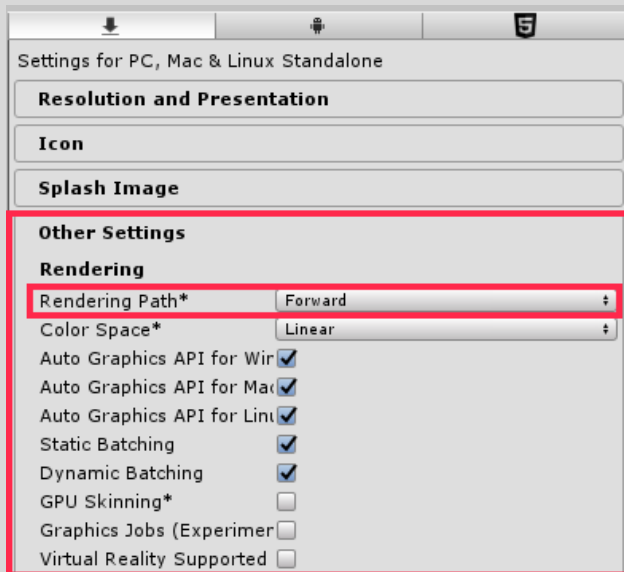 Settings for PC, Mac & Linux Standalone
Resolution and Presentation
Icon
Splash Image
Other Settings
Rendering
Rendering Path* Forward
Color Space* Linear
Auto Graphics API for Win
Auto Graphics API for Mac
Auto Graphics API for Linu
Static Batching
Dynamic Batching
GPU Skinning*
Graphics Jobs (Experimen
Virtual Reality Supported